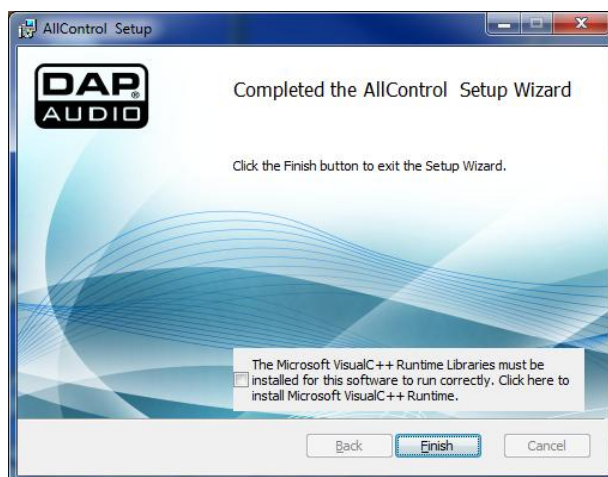 AllControl Setup
DAP
AUDIO
®
Completed the AllControl Setup Wizard
Click the Finish button to exit the Setup Wizard.
The Microsoft VisualC++ Runtime Libraries must be
installed for this software to run correctly. Click here to
install Microsoft VisualC++ Runtime.
Back
Finish
Cancel